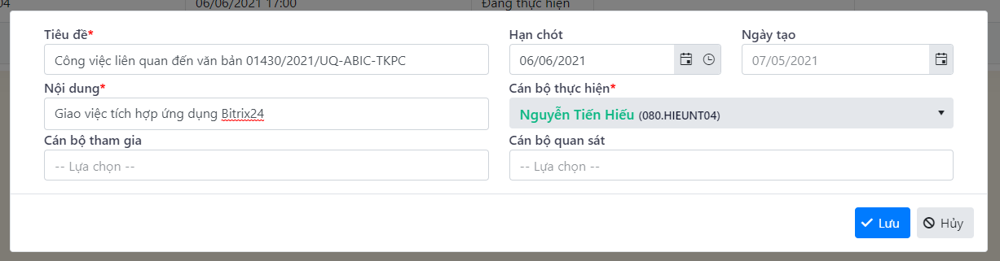 04 06/06/2021 17:00 Đang thực hiện
Tiêu đề* Hạn chót Ngày tạo
Công việc liên quan đến văn bản 01430/2021/UQ-ABIC-TKPC 06/06/2021 07/05/2021
Nội dung* Cán bộ thực hiện*
Giao việc tích hợp ứng dụng Bitrix24 Nguyễn Tiến Hiếu (080.HIEUNT04)
Cán bộ tham gia Cán bộ quan sát
-- Lựa chọn -- -- Lựa chọn --
Lưu Hủy